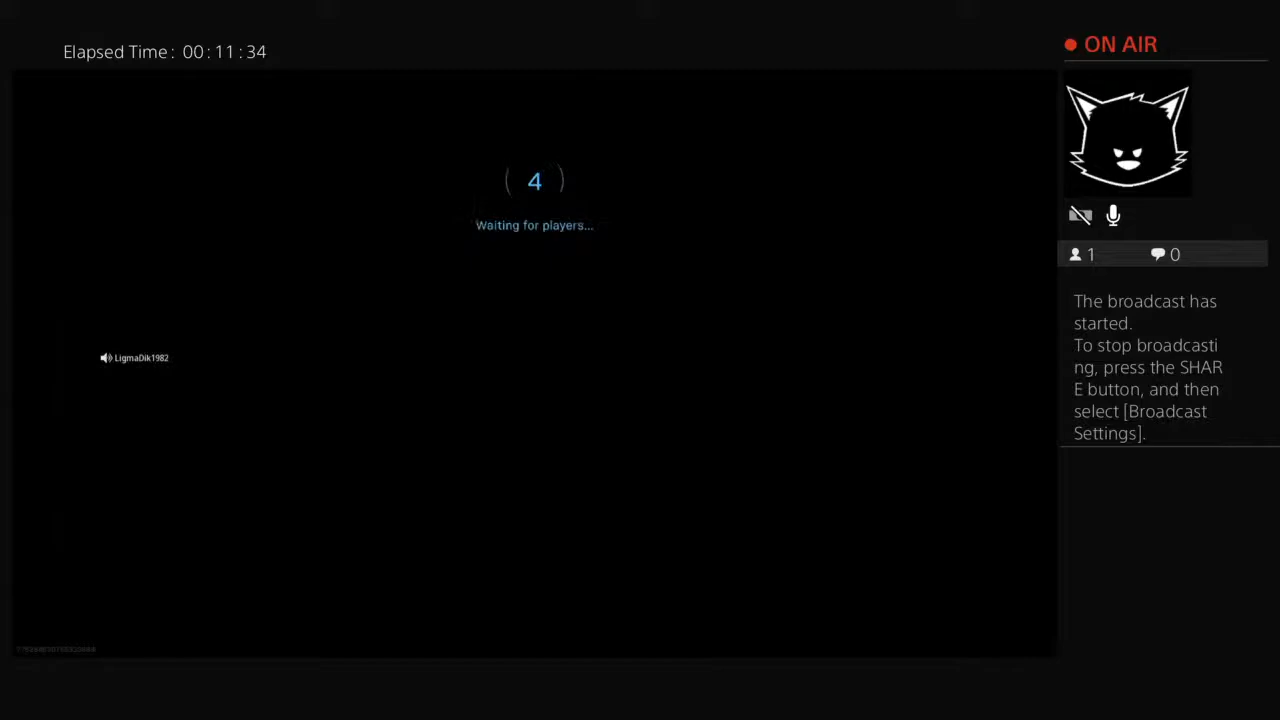 Elapsed Time: 00:11:34
ON AIR
4
Waiting for players...
1
0
The broadcast has
started.
To stop broadcasti
ng, press the SHAR
E button, and then
select [Broadcast
Settings].
LigmaDik1982